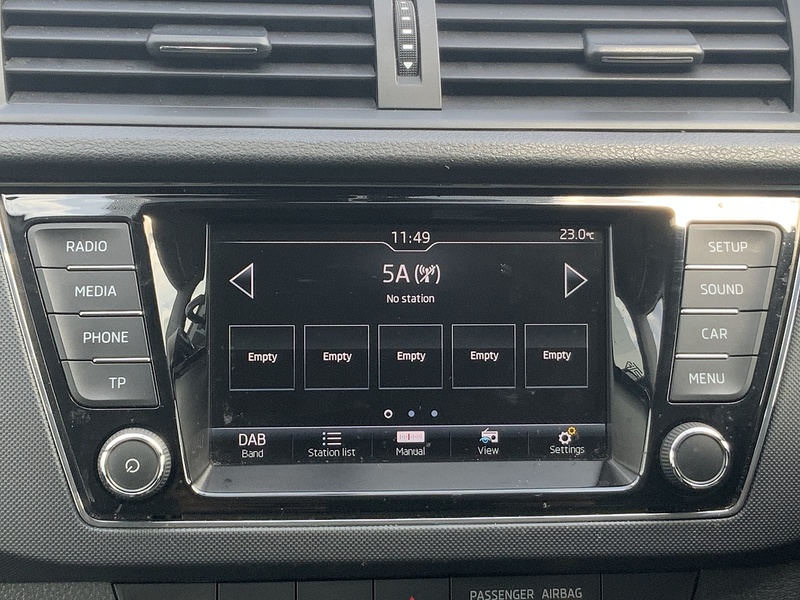 RADIO
MEDIA
PHONE
TP
11:49
23.0°C
5A
No station
Empty Empty Empty Empty Empty
DAB
Band
Station list
Manual
View
Settings
SETUP
SOUND
CAR
MENU
PASSENGER AIRBAG